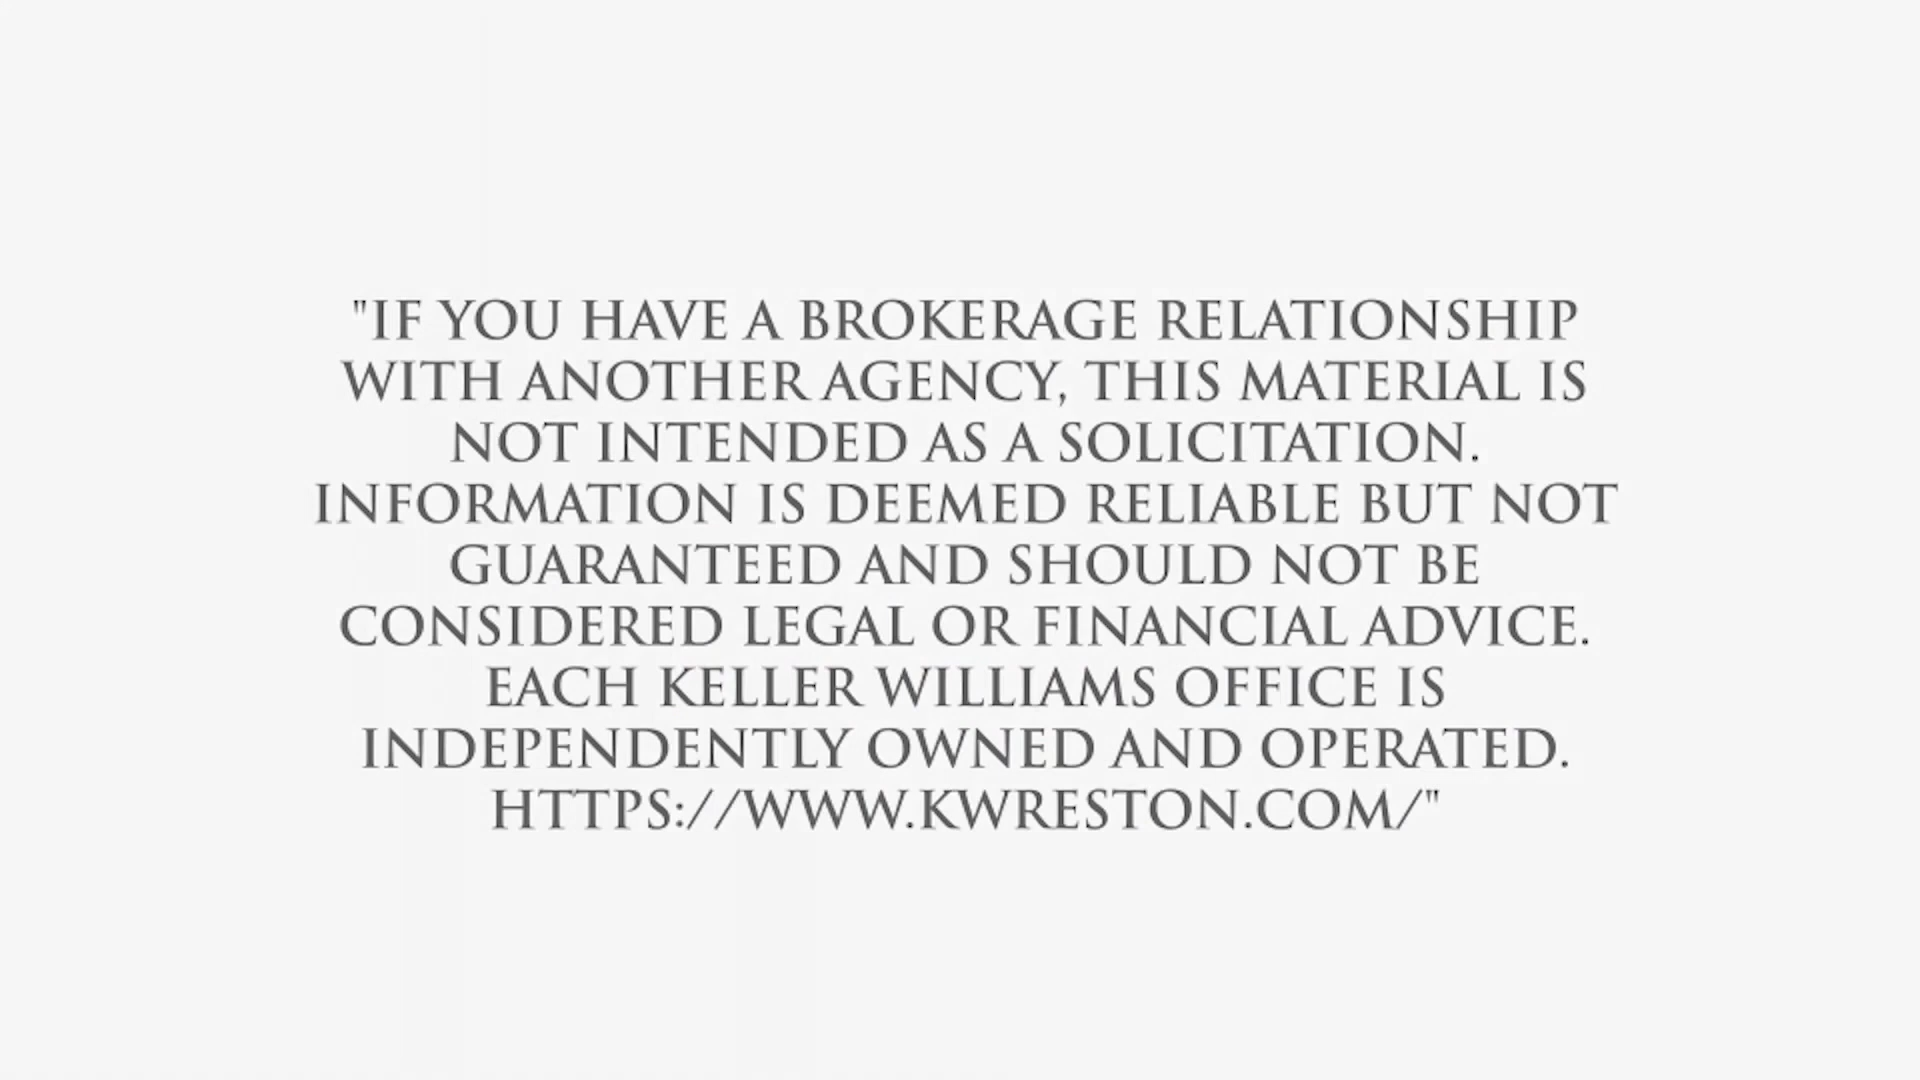 "IF YOU HAVE A BROKERAGE RELATIONSHIP
WITH ANOTHER AGENCY, THIS MATERIAL IS
NOT INTENDED AS A SOLICITATION.
INFORMATION IS DEEMED RELIABLE BUT NOT
GUARANTEED AND SHOULD NOT BE
CONSIDERED LEGAL OR FINANCIAL ADVICE.
EACH KELLER WILLIAMS OFFICE IS
INDEPENDENTLY OWNED AND OPERATED.
HTTPS://WWW.KWRESTON.COM/"